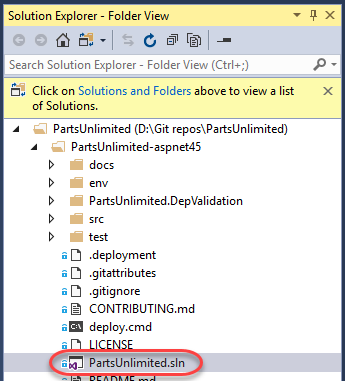 Solution Explorer - Folder View
Search Solution Explorer - Folder View (Ctrl+;)
Click on Solutions and Folders above to view a list
of Solutions.
PartsUnlimited (D:\Git repos\PartsUnlimited)
PartsUnlimited-aspnet45
docs
env
PartsUnlimited.DepValidation
src
test
.deployment
.gitattributes
.gitignore
CONTRIBUTING.md
deploy.cmd
LICENSE
PartsUnlimited.sln
README.md